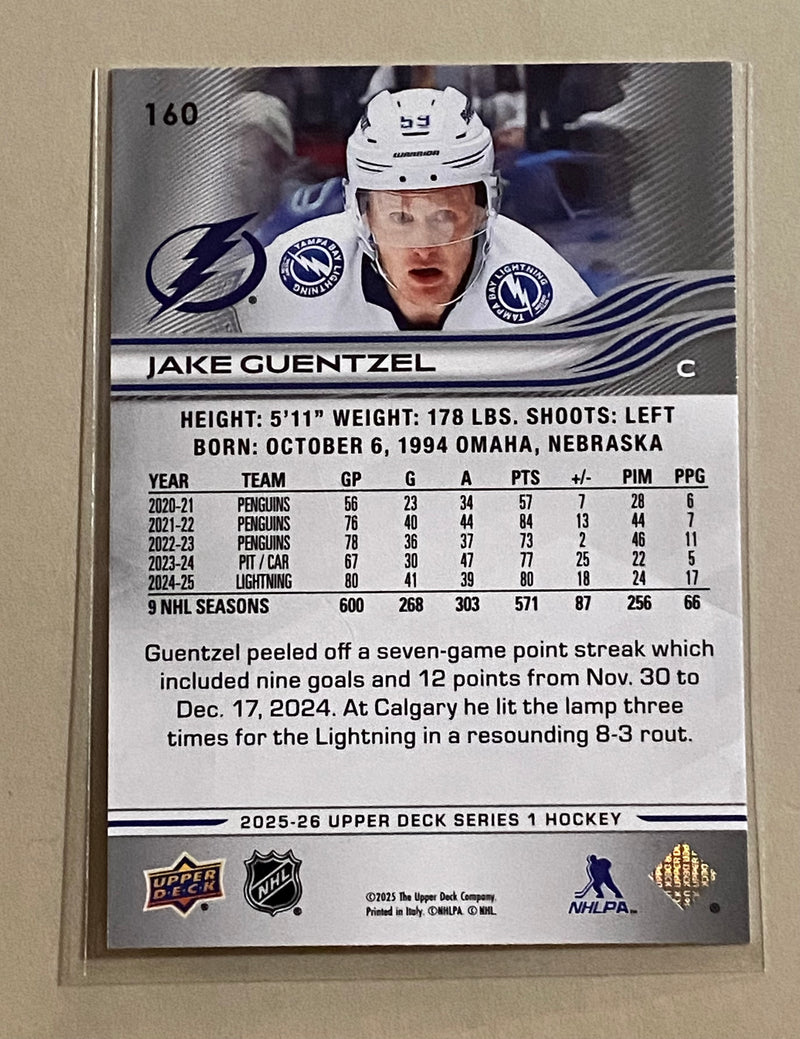 160
59
WARRIOR
TAMPA BAY LIGHTNING
TAMPA BAY LIGHTNING
JAKE GUENTZEL
C
HEIGHT: 5'11” WEIGHT: 178 LBS. SHOOTS: LEFT
BORN: OCTOBER 6, 1994 OMAHA, NEBRASKA
YEAR TEAM GP G A PTS +/- PIM PPG
2020-21 PENGUINS 56 23 34 57 7 28 6
2021-22 PENGUINS 76 40 44 84 13 44 7
2022-23 PENGUINS 78 36 37 73 2 46 11
2023-24 PIT / CAR 67 30 47 77 25 22 5
2024-25 LIGHTNING 80 41 39 80 18 24 17
9 NHL SEASONS 600 268 303 571 87 256 66
Guentzel peeled off a seven-game point streak which
included nine goals and 12 points from Nov. 30 to
Dec. 17, 2024. At Calgary he lit the lamp three
times for the Lightning in a resounding 8-3 rout.
2025-26 UPPER DECK SERIES 1 HOCKEY
UPPER DECK ®
NHL ®
©2025 The Upper Deck Company.
Printed in Italy. ©NHLPA. © NHL.
NHLPA™
®